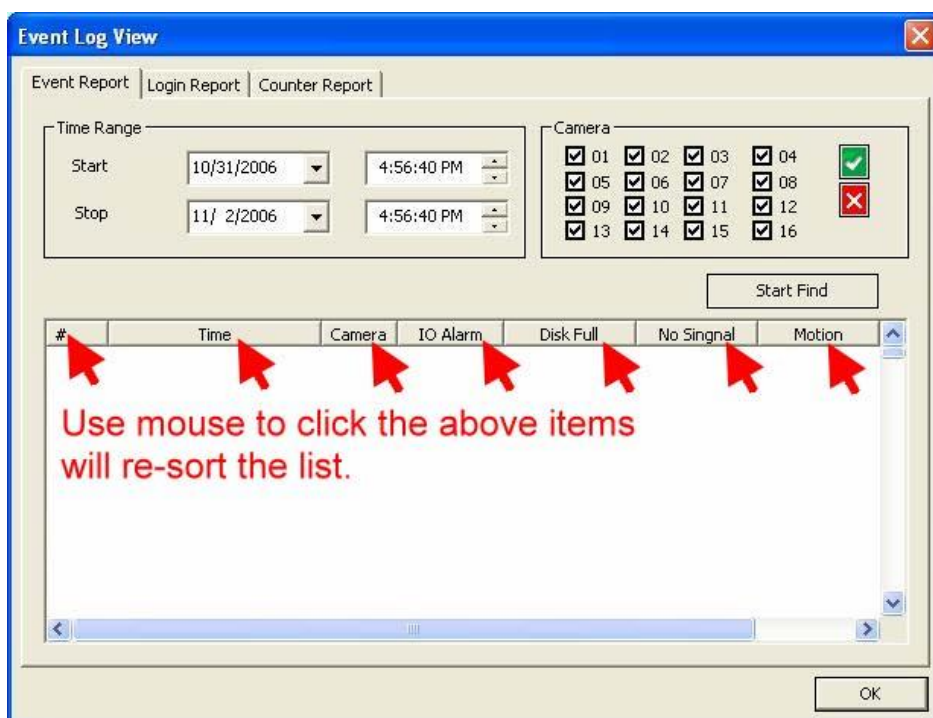 Event Log View
Event Report Login Report Counter Report
Time Range
Start 10/31/2006 4:56:40 PM
Stop 11/ 2/2006 4:56:40 PM
Camera
01 02 03 04
05 06 07 08
09 10 11 12
13 14 15 16
Start Find
# Time Camera IO Alarm Disk Full No Singnal Motion
Use mouse to click the above items
will re-sort the list.
OK